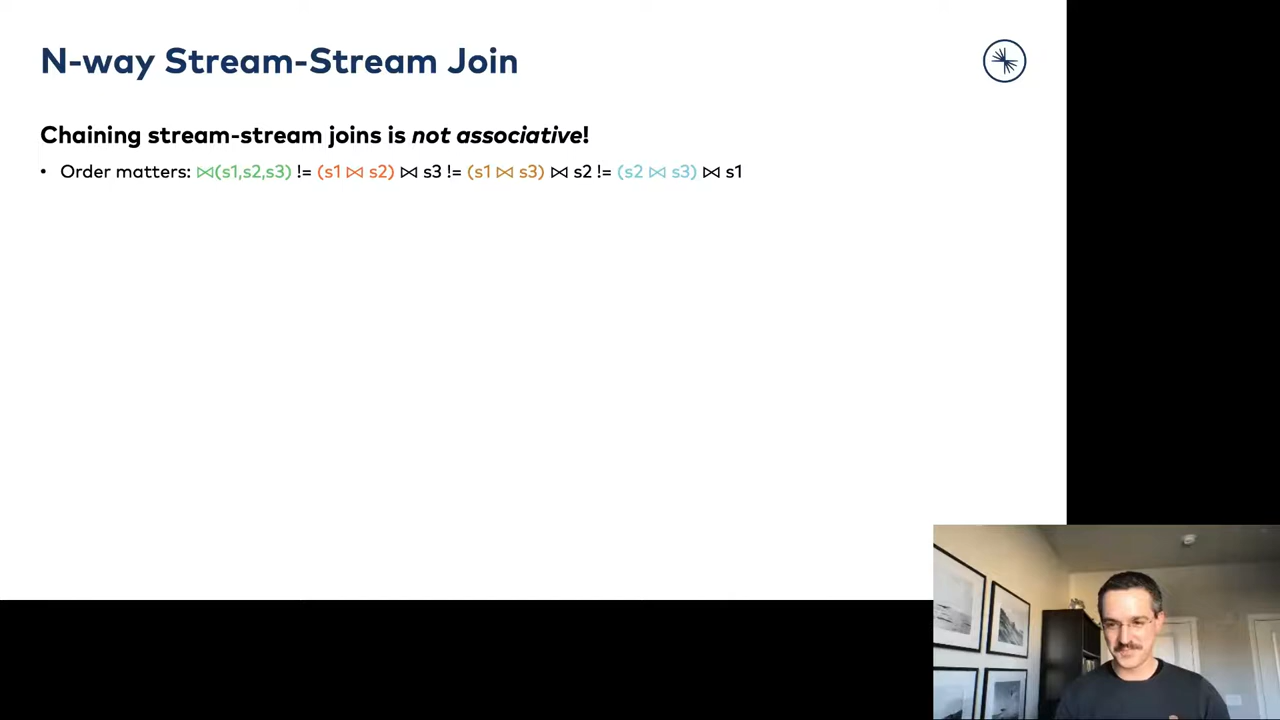 N-way Stream-Stream Join
Chaining stream-stream joins is not associative!
• Order matters: ⋈(s1,s2,s3) != (s1 ⋈ s2) ⋈ s3 != (s1 ⋈ s3) ⋈ s2 != (s2 ⋈ s3) ⋈ s1